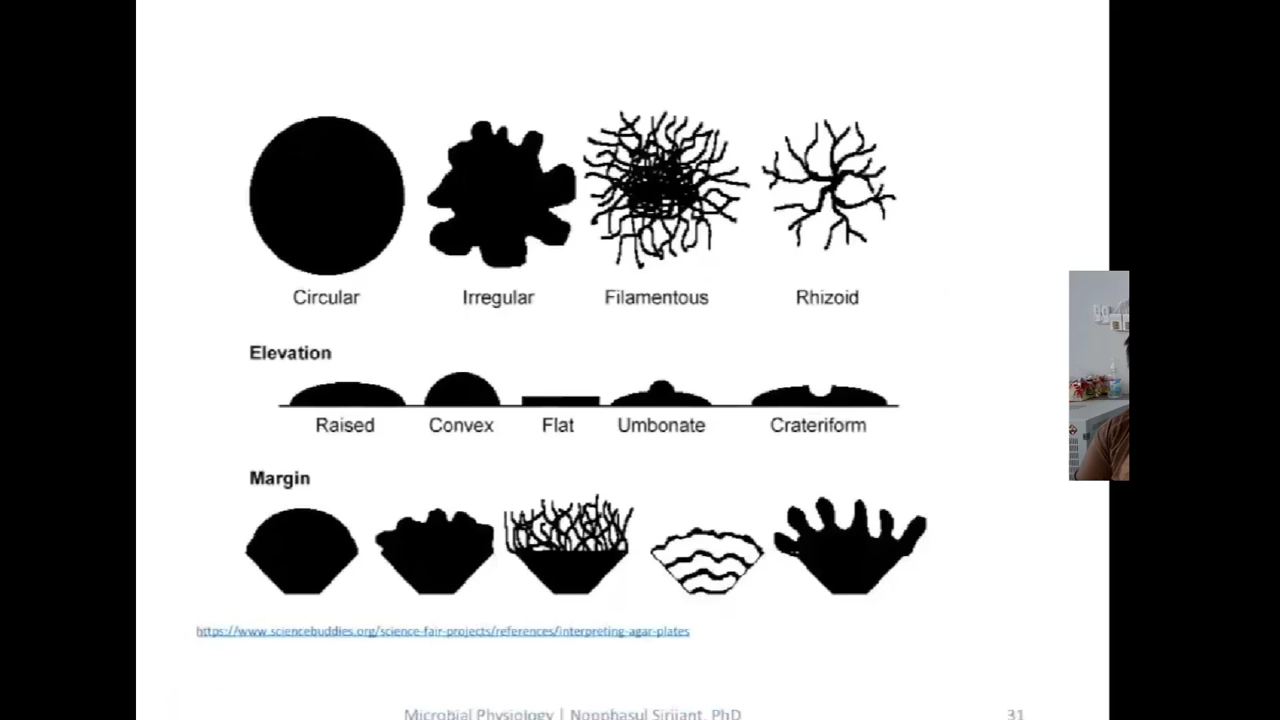 Circular Irregular Filamentous Rhizoid
Elevation
Raised Convex Flat Umbonate Crateriform
Margin
https://www.sciencebuddies.org/science-fair-projects/references/interpreting-agar-plates
Microbial Physiology | Nopphasul Sirijant, PhD 31